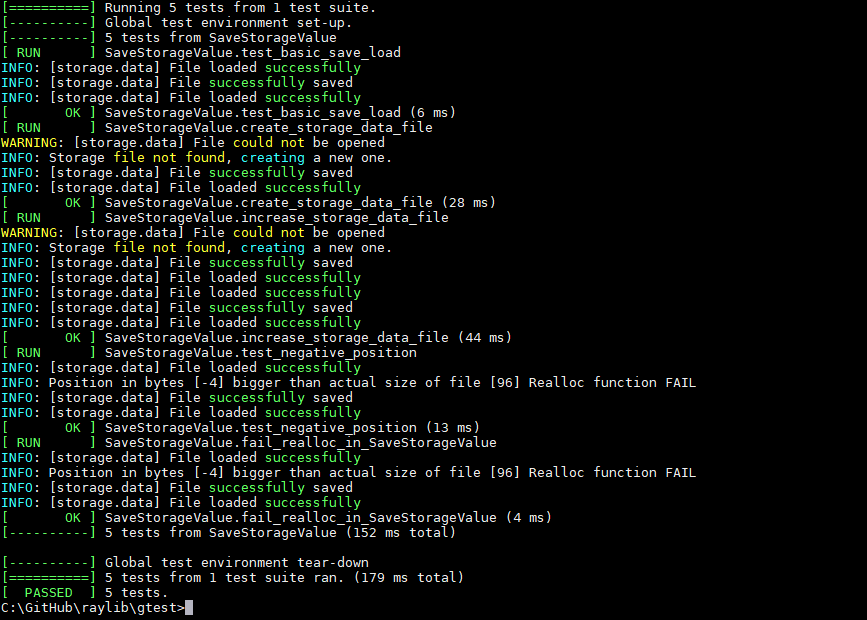 [==========] Running 5 tests from 1 test suite.
[----------] Global test environment set-up.
[----------] 5 tests from SaveStorageValue
[ RUN      ] SaveStorageValue.test_basic_save_load
INFO: [storage.data] File loaded successfully
INFO: [storage.data] File successfully saved
INFO: [storage.data] File loaded successfully
[       OK ] SaveStorageValue.test_basic_save_load (6 ms)
[ RUN      ] SaveStorageValue.create_storage_data_file
WARNING: [storage.data] File could not be opened
INFO: Storage file not found, creating a new one.
INFO: [storage.data] File successfully saved
INFO: [storage.data] File loaded successfully
[       OK ] SaveStorageValue.create_storage_data_file (28 ms)
[ RUN      ] SaveStorageValue.increase_storage_data_file
WARNING: [storage.data] File could not be opened
INFO: Storage file not found, creating a new one.
INFO: [storage.data] File successfully saved
INFO: [storage.data] File loaded successfully
INFO: [storage.data] File loaded successfully
INFO: [storage.data] File successfully saved
INFO: [storage.data] File loaded successfully
[       OK ] SaveStorageValue.increase_storage_data_file (44 ms)
[ RUN      ] SaveStorageValue.test_negative_position
INFO: [storage.data] File loaded successfully
INFO: Position in bytes [-4] bigger than actual size of file [96] Realloc function FAIL
INFO: [storage.data] File successfully saved
INFO: [storage.data] File loaded successfully
[       OK ] SaveStorageValue.test_negative_position (13 ms)
[ RUN      ] SaveStorageValue.fail_realloc_in_SaveStorageValue
INFO: [storage.data] File loaded successfully
INFO: Position in bytes [-4] bigger than actual size of file [96] Realloc function FAIL
INFO: [storage.data] File successfully saved
INFO: [storage.data] File loaded successfully
[       OK ] SaveStorageValue.fail_realloc_in_SaveStorageValue (4 ms)
[----------] 5 tests from SaveStorageValue (152 ms total)

[----------] Global test environment tear-down
[==========] 5 tests from 1 test suite ran. (179 ms total)
[  PASSED  ] 5 tests.
C:\GitHub\raylib\gtest>